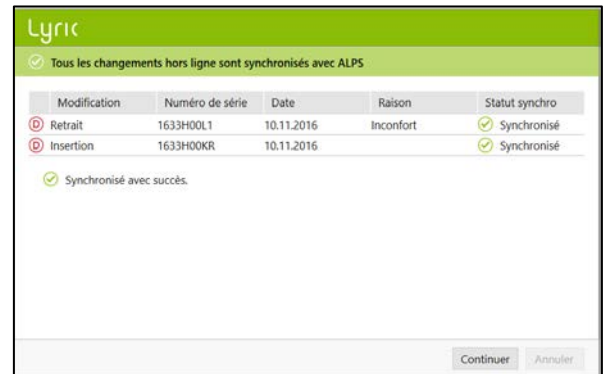 Lyric
Tous les changements hors ligne sont synchronisés avec ALPS
Modification Numéro de série Date Raison Statut synchro
D Retrait 1633H00L1 10.11.2016 Inconfort Synchronisé
D Insertion 1633H00KR 10.11.2016 Synchronisé
Synchronisé avec succès.
Continuer Annuler